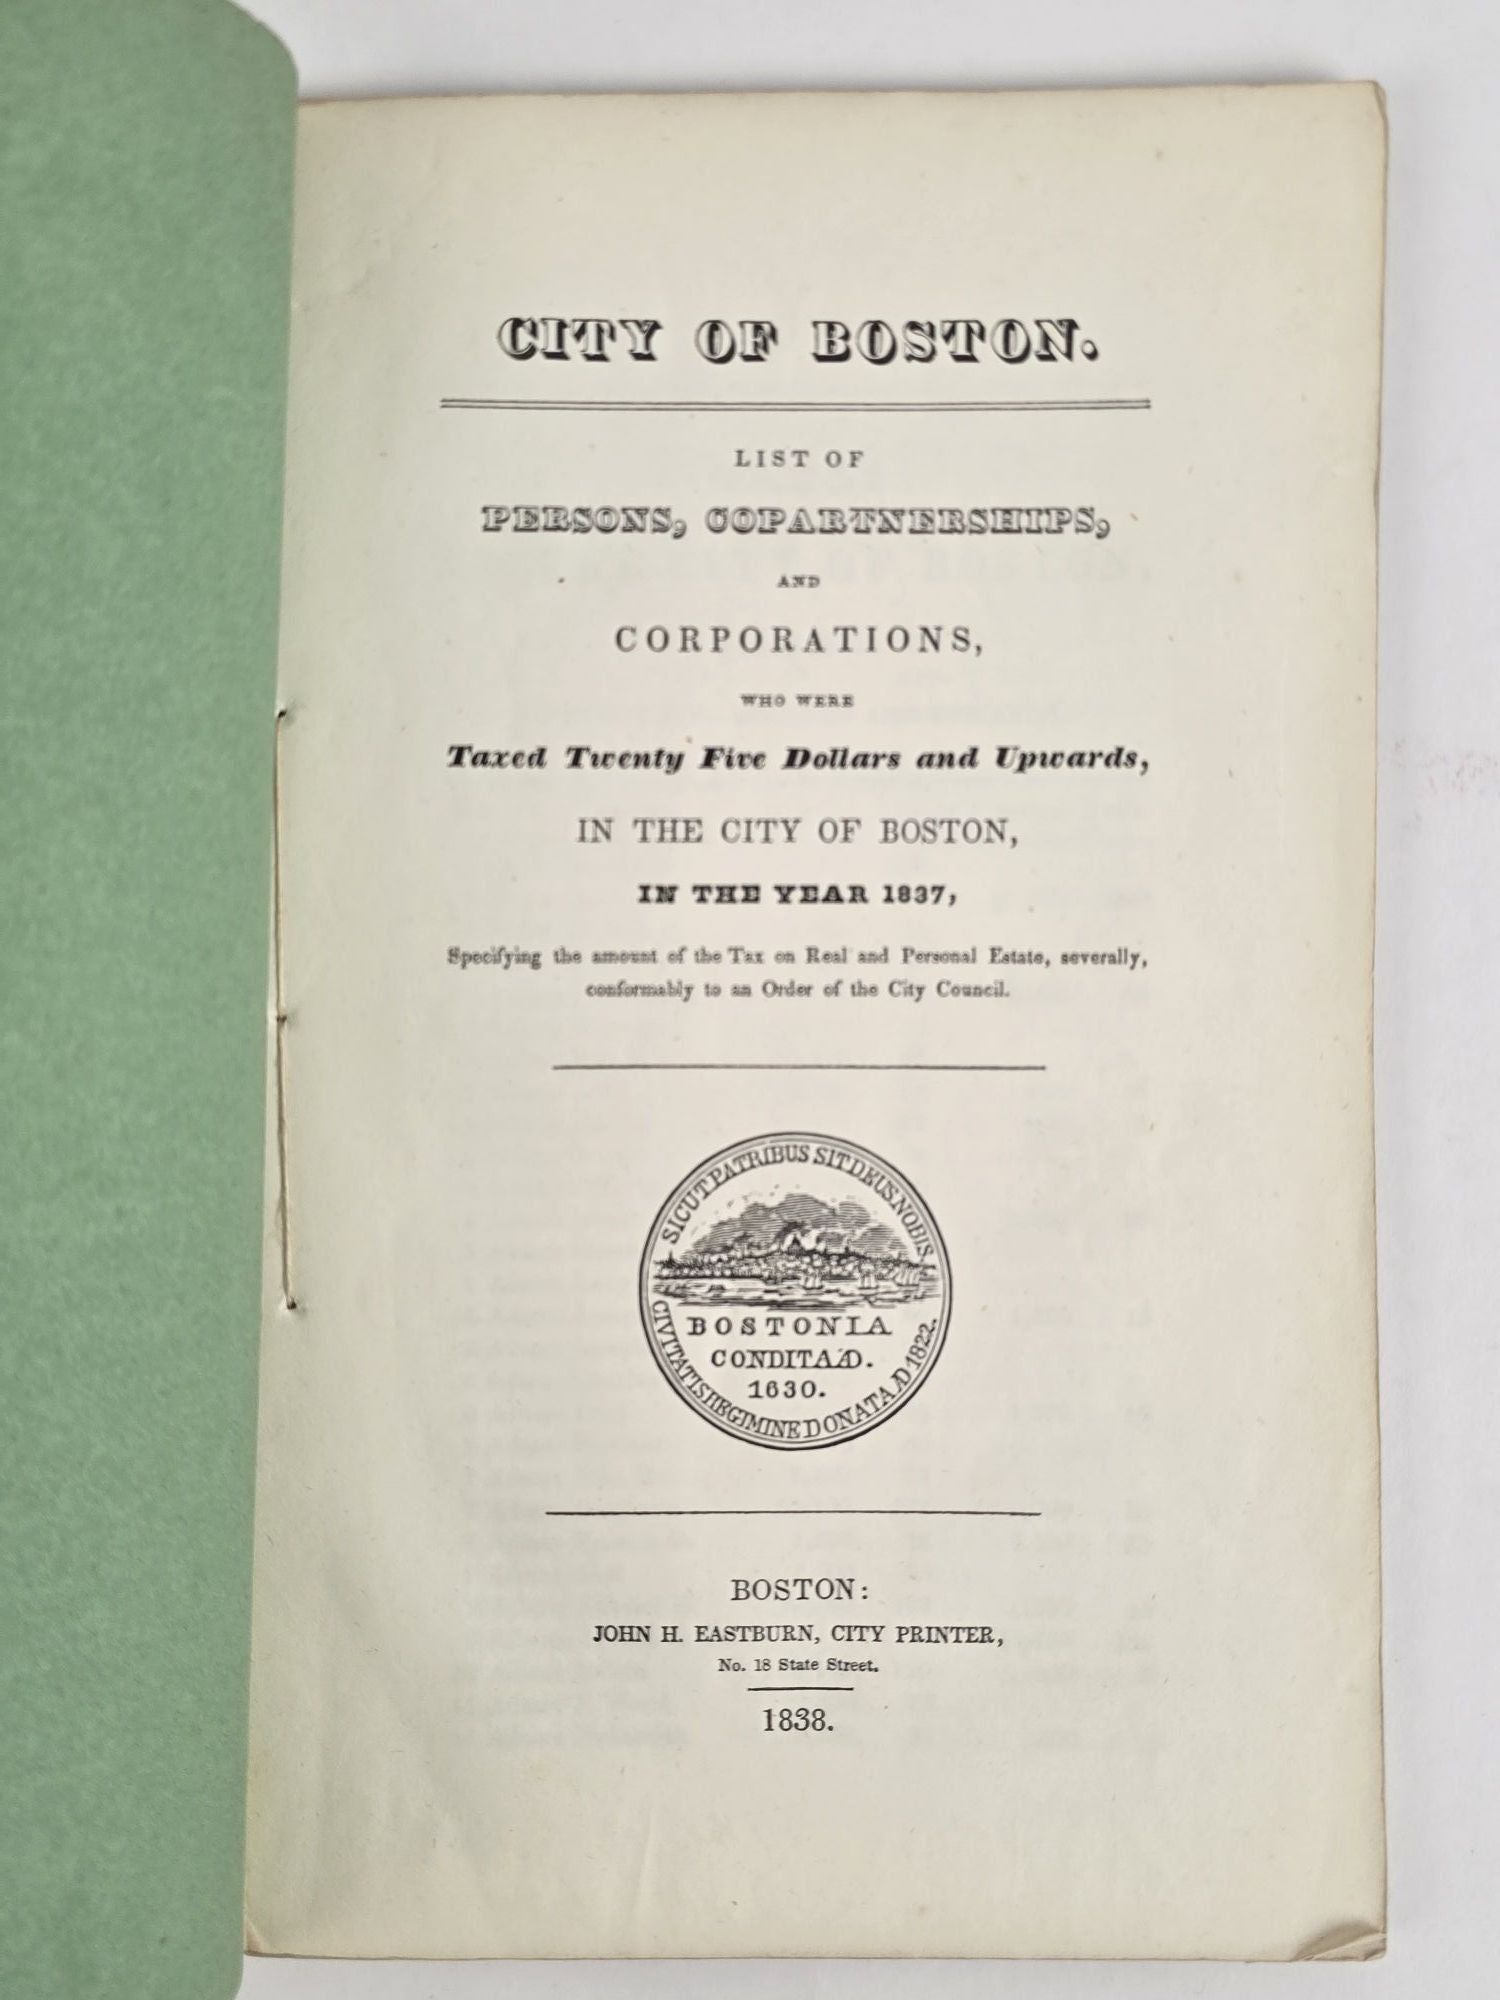 CITY OF BOSTON.
LIST OF
PERSONS, COPARTNERSHIPS,
AND
CORPORATIONS,
WHO WERE
Taxed Twenty Five Dollars and Upwards,
IN THE CITY OF BOSTON,
IN THE YEAR 1837,
Specifying the amount of the Tax on Real and Personal Estate, severally,
conformably to an Order of the City Council.
SICUT PATRIBUS SIT DEUS NOBIS.
BOSTONIA
CONDITA AD.
1630.
CIVITATIS REGIMINE DONATA AD 1822.
BOSTON:
JOHN H. EASTBURN, CITY PRINTER,
No. 18 State Street.
1838.